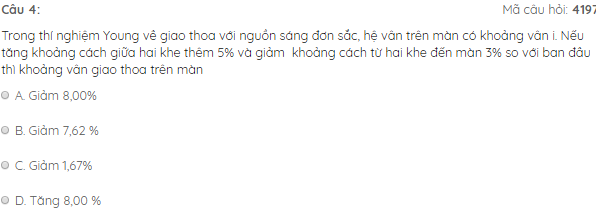 Câu 4: Mã câu hỏi: 4197
Trong thí nghiệm Young về giao thoa với nguồn sáng đơn sắc, hệ vân trên màn có khoảng vân i. Nếu
tăng khoảng cách giữa hai khe thêm 5% và giảm khoảng cách từ hai khe đến màn 3% so với ban đầu
thì khoảng vân giao thoa trên màn
A. Giảm 8,00%
B. Giảm 7,62 %
C. Giảm 1,67%
D. Tăng 8,00 %